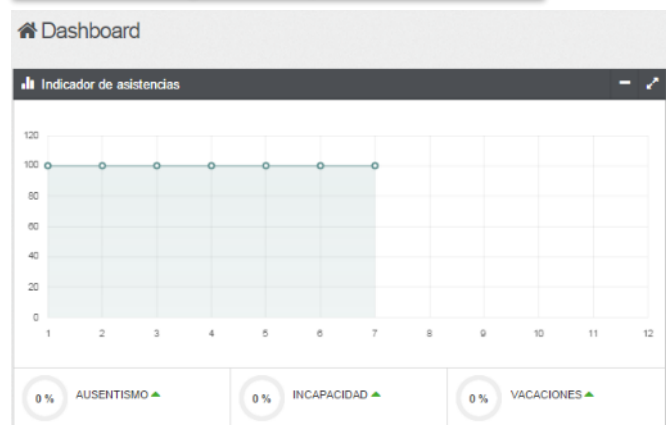 Dashboard
Indicador de asistencias
120
100
80
60
40
20
0
1 2 3 4 5 6 7 8 9 10 11 12
0 % AUSENTISMO 0 % INCAPACIDAD 0 % VACACIONES